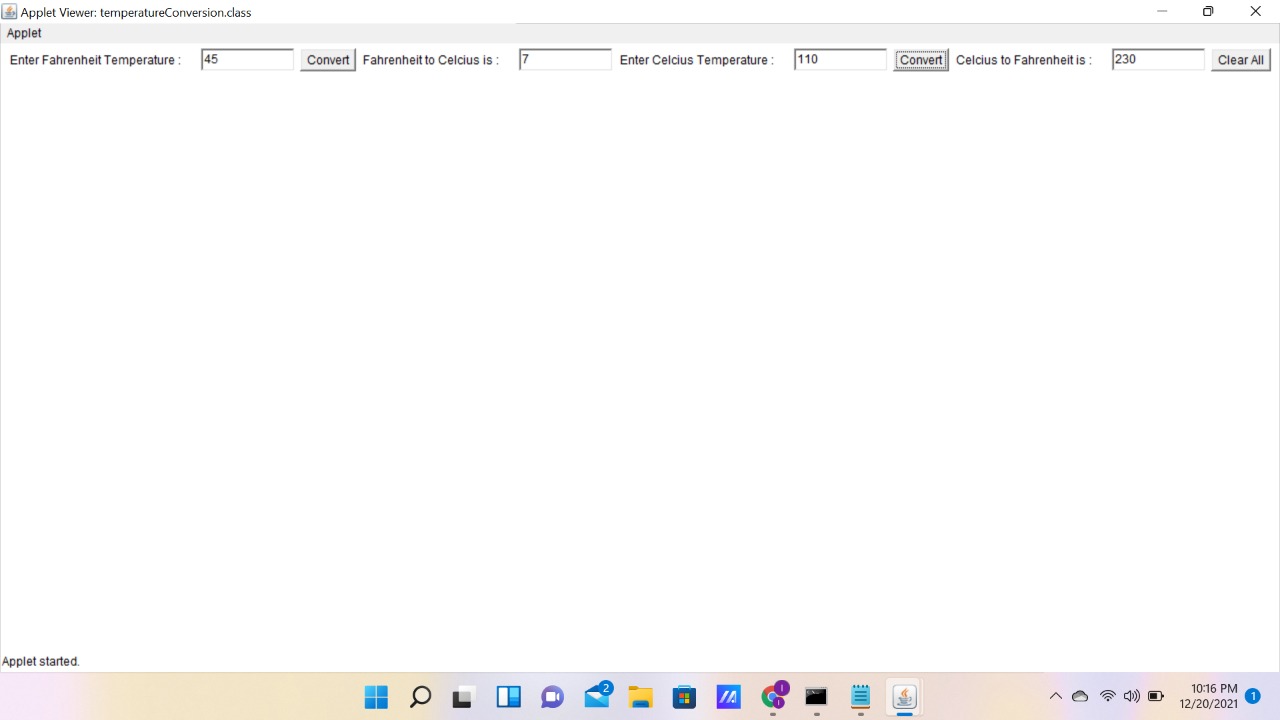 Applet Viewer: temperatureConversion.class
Applet
Enter Fahrenheit Temperature : 45 Convert Fahrenheit to Celcius is : 7 Enter Celcius Temperature : 110 Convert Celcius to Fahrenheit is : 230 Clear All
Applet started.
2 I I 10:16 PM 1
12/20/2021